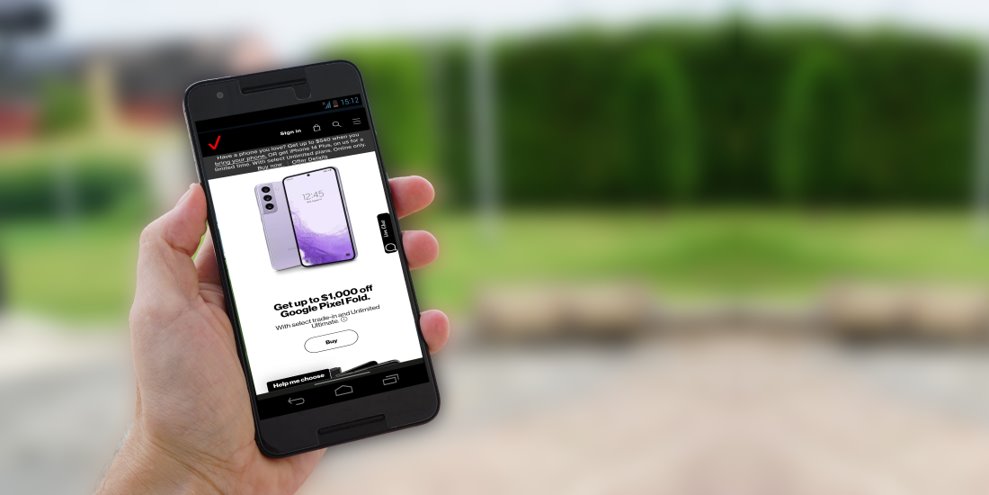 15:12
Sign in
Have a phone you love? Get up to $540 when you
bring your phone. OR get iPhone 14 Plus, on us for a
limited time. With select Unlimited plans. Online only.
Buy now Offer Details
12:45
Live Chat
Get up to $1,000 off
Google Pixel Fold.
With select trade-in and Unlimited
Ultimate.
Buy
Help me choose